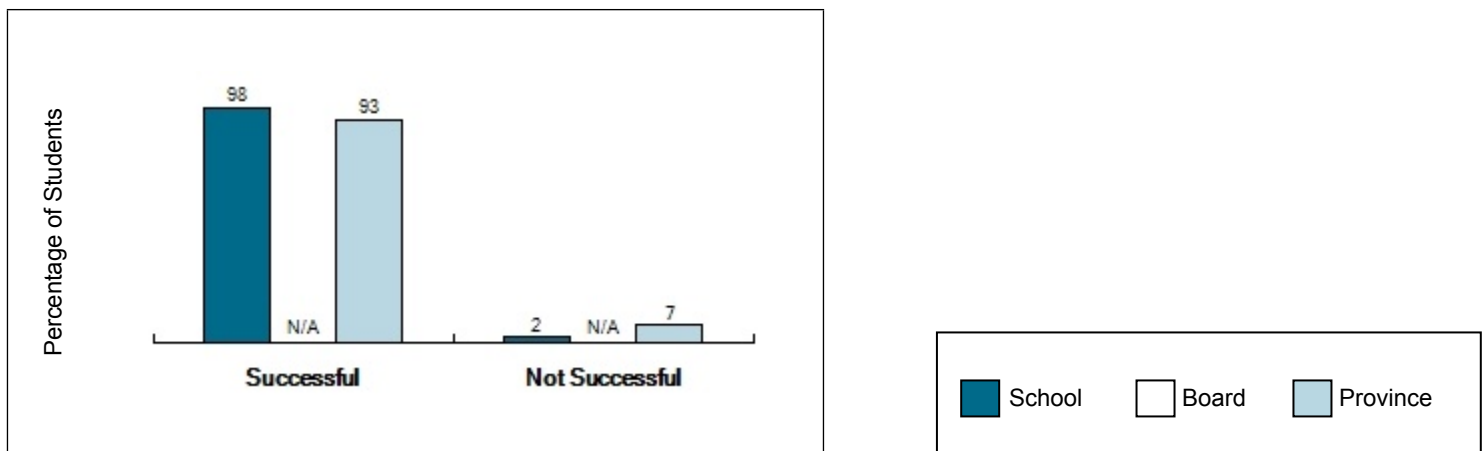 Percentage of Students
98
93
N/A
2
N/A
7
Successful
Not Successful
School
Board
Province